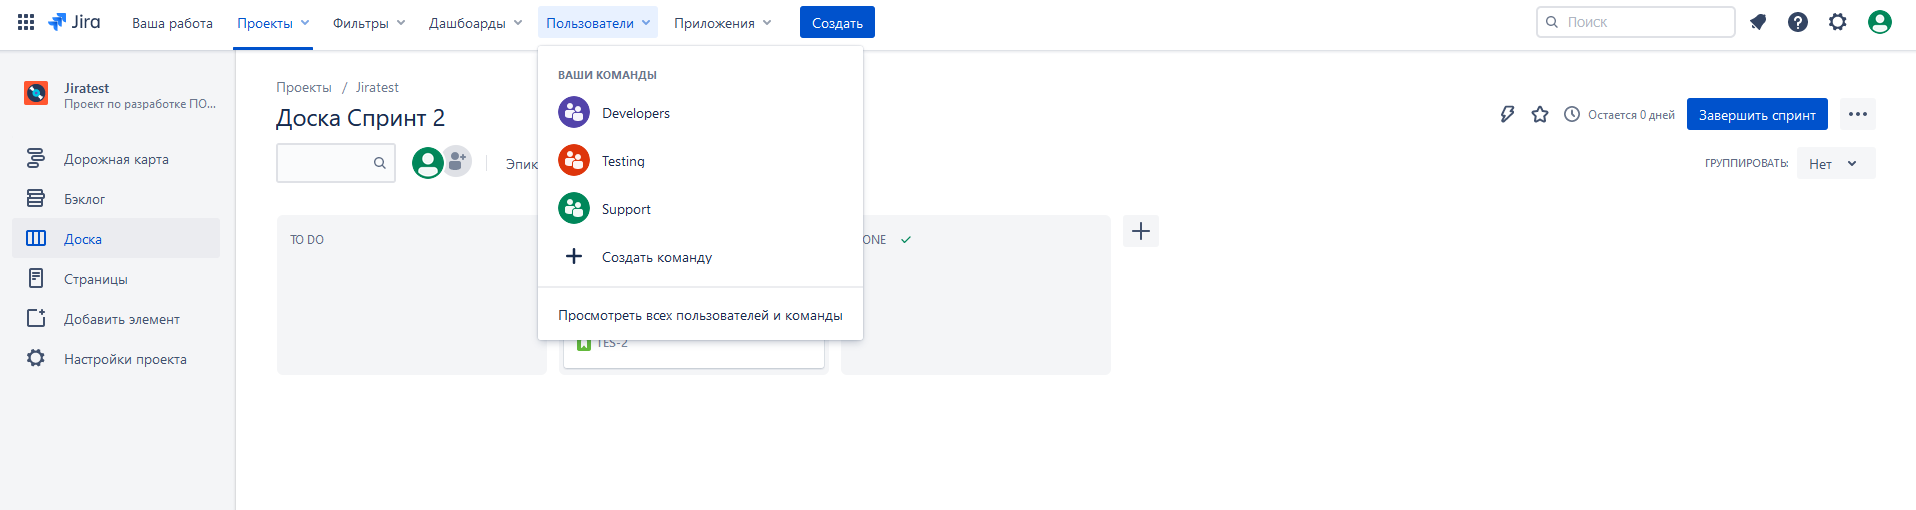 Jira Ваша работа Проекты Фильтры Дашборды Пользователи Приложения Создать Поиск
Jiratest
Проект по разработке ПО...
Дорожная карта
Бэклог
Доска
Страницы
Добавить элемент
Настройки проекта
Проекты / Jiratest
Доска Спринт 2
Остается 0 дней Завершить спринт
Эпик
ГРУППИРОВАТЬ: Нет
ВАШИ КОМАНДЫ
Developers
Testing
Support
Создать команду
Просмотреть всех пользователей и команды
TO DO
ONE
TES-2